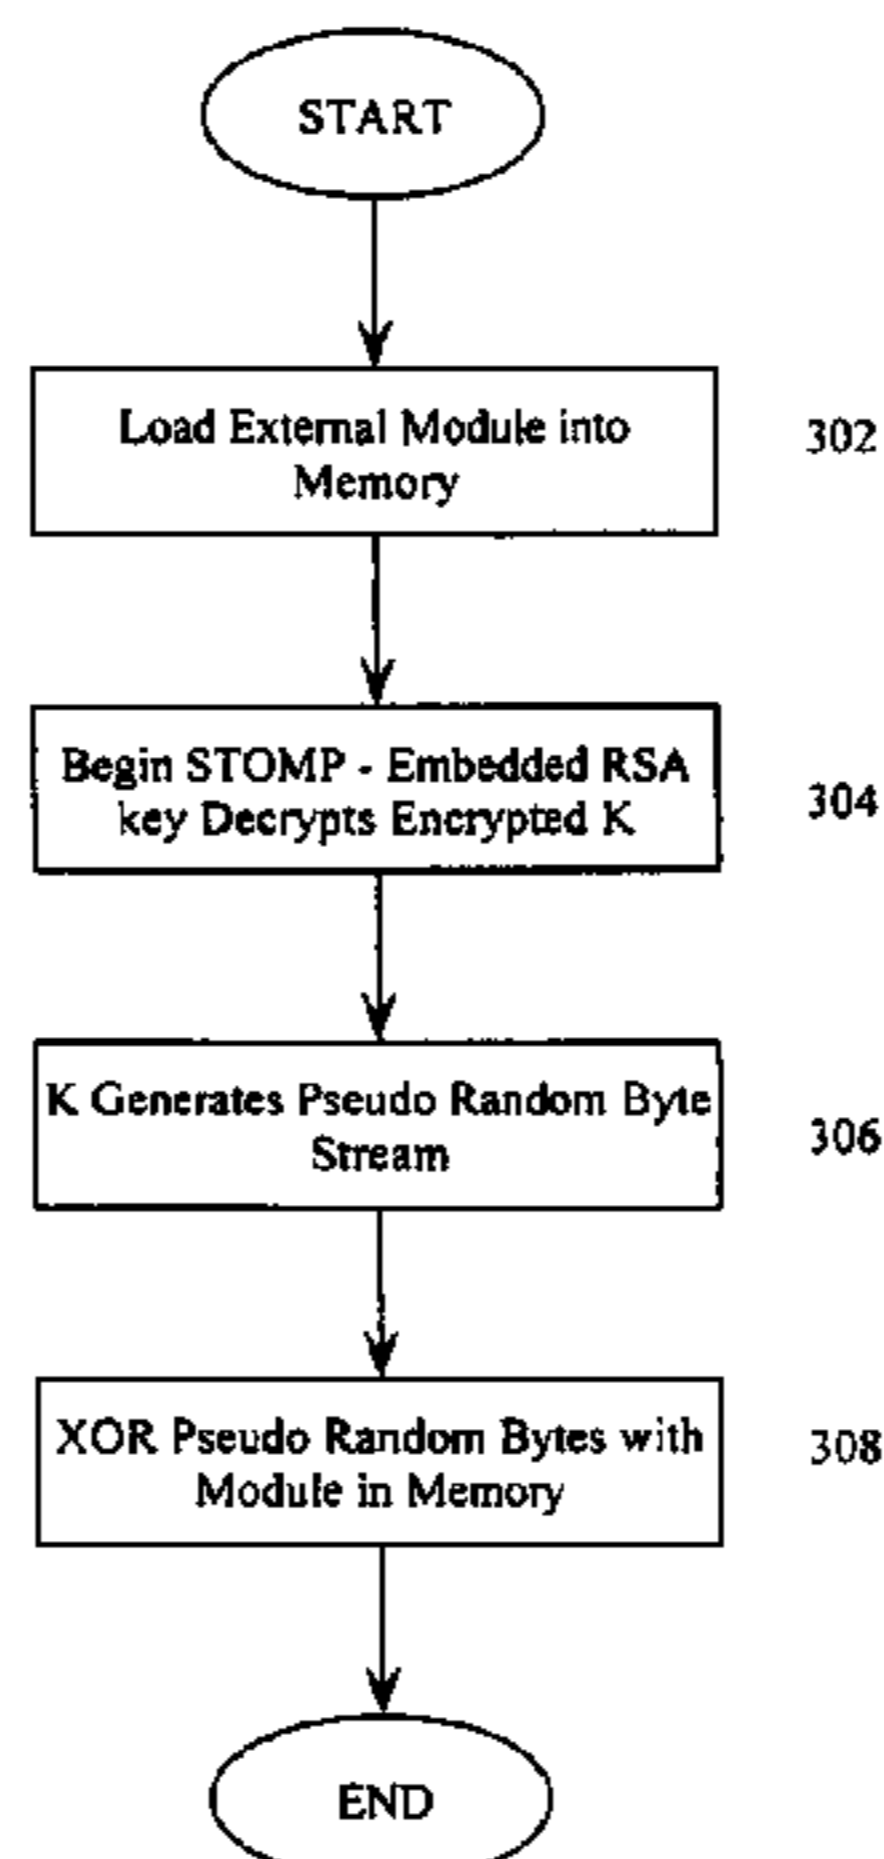 START
Load External Module into
Memory
302
Begin STOMP - Embedded RSA
key Decrypts Encrypted K
304
K Generates Pseudo Random Byte
Stream
306
XOR Pseudo Random Bytes with
Module in Memory
308
END